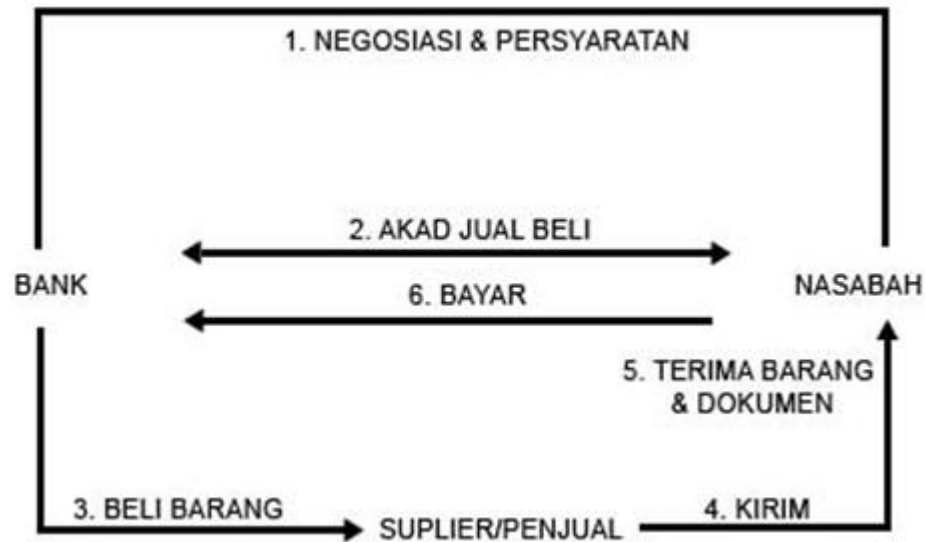 1. NEGOSIASI & PERSYARATAN
2. AKAD JUAL BELI
BANK
NASABAH
6. BAYAR
5. TERIMA BARANG
& DOKUMEN
3. BELI BARANG
SUPLIER/PENJUAL
4. KIRIM